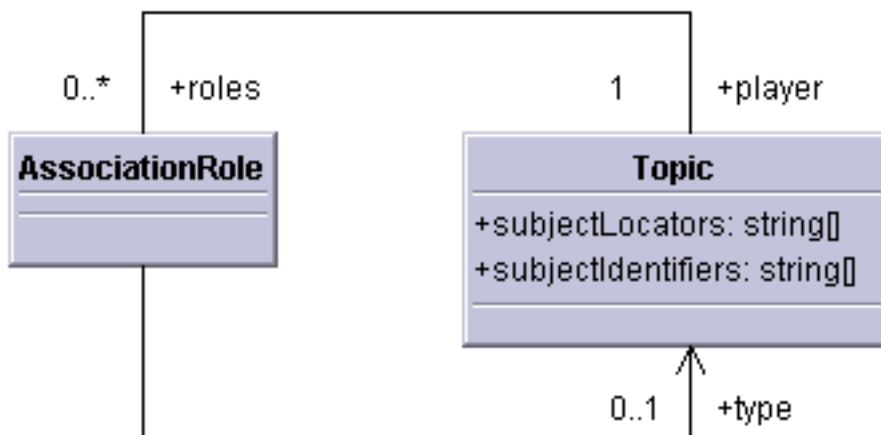 0..* +roles 1 +player
AssociationRole Topic
+subjectLocators: string[]
+subjectIdentifiers: string[]
0..1 +type